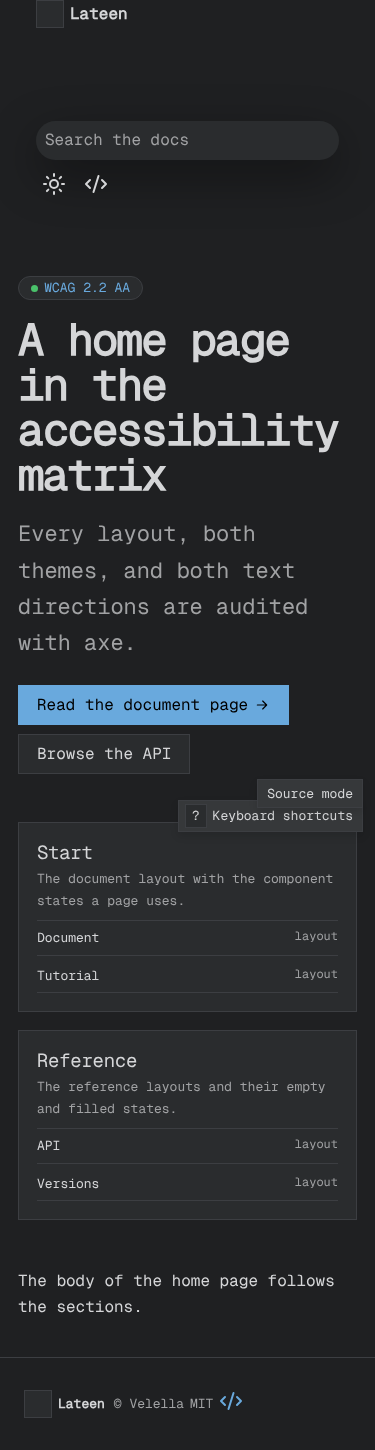 Lateen
Search the docs
WCAG 2.2 AA
A home page
in the
accessibility
matrix
Every layout, both
themes, and both text
directions are audited
with axe.
Read the document page →
Browse the API
Source mode
? Keyboard shortcuts
Start
The document layout with the component
states a page uses.
Document layout
Tutorial layout
Reference
The reference layouts and their empty
and filled states.
API layout
Versions layout
The body of the home page follows
the sections.
Lateen © Velella MIT